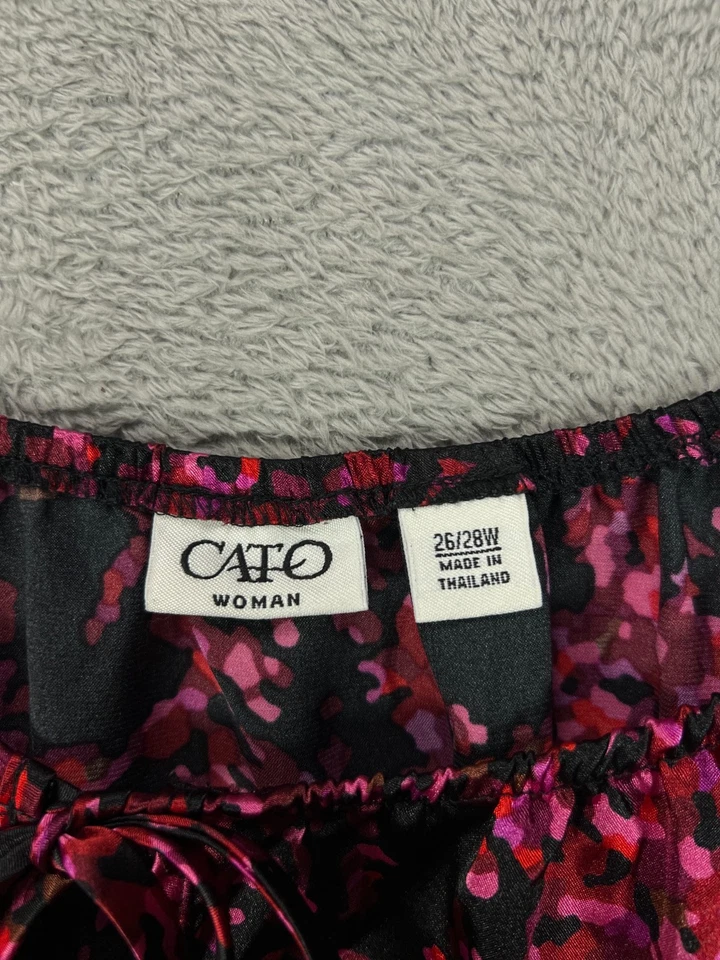 CATO
WOMAN
26/28W
MADE IN
THAILAND